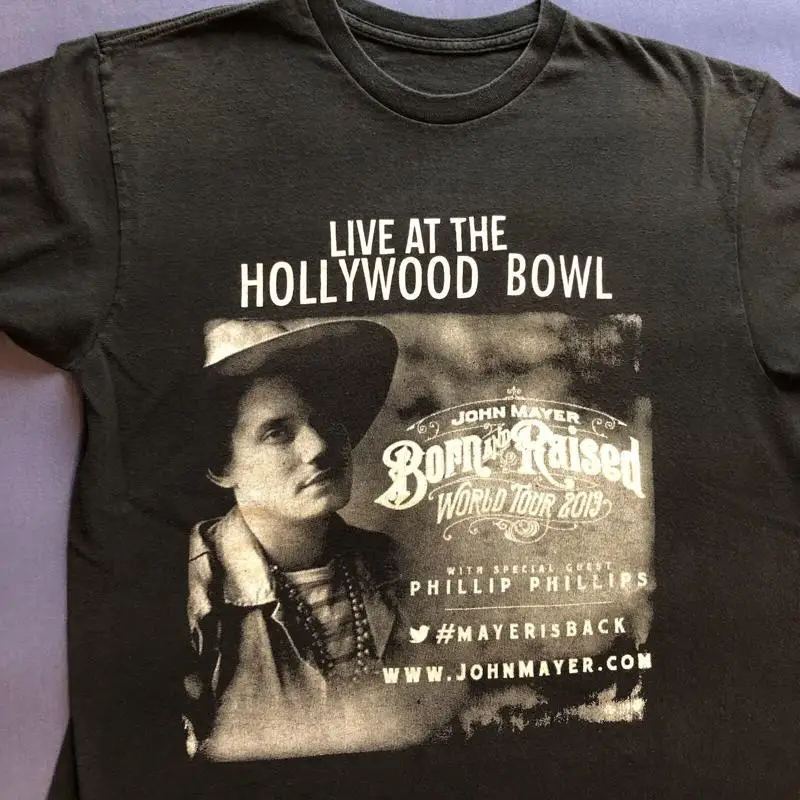 LIVE AT THE
HOLLYWOOD BOWL
JOHN MAYER
Born AND Raised
WORLD TOUR 2013
WITH SPECIAL GUEST
PHILLIP PHILLIPS
#MAYERISBACK
WWW.JOHNMAYER.COM